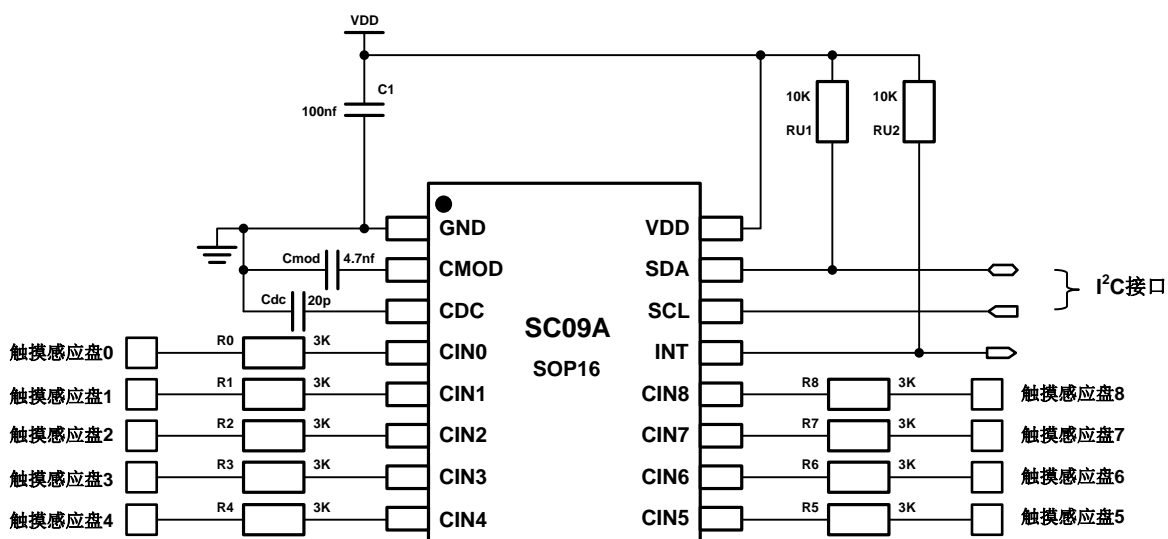 VDD
C1
100nf
10K
10K
RU1
RU2
GND
VDD
Cmod
4.7nf
CMOD
SDA
Cdc
20p
CDC
SCL
I²C接口
SC09A
SOP16
触摸感应盘0
R0
3K
CIN0
INT
触摸感应盘1
R1
3K
CIN1
CIN8
R8
3K
触摸感应盘8
触摸感应盘2
R2
3K
CIN2
CIN7
R7
3K
触摸感应盘7
触摸感应盘3
R3
3K
CIN3
CIN6
R6
3K
触摸感应盘6
触摸感应盘4
R4
3K
CIN4
CIN5
R5
3K
触摸感应盘5